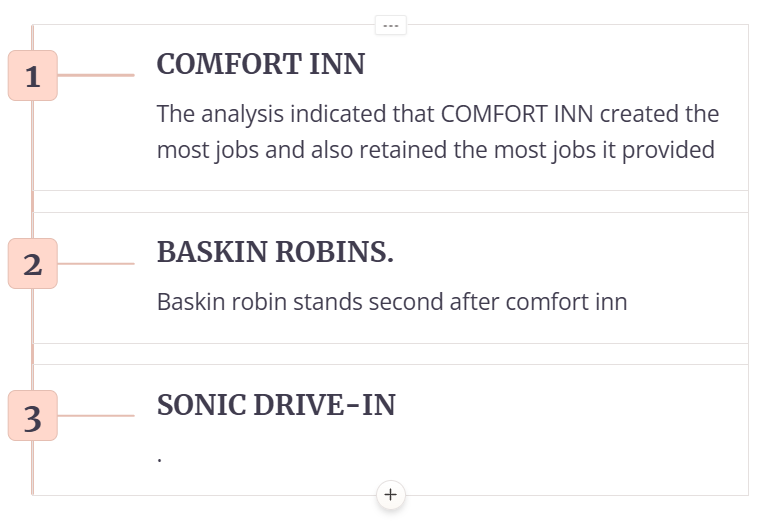 1
COMFORT INN
The analysis indicated that COMFORT INN created the
most jobs and also retained the most jobs it provided
2
BASKIN ROBINS.
Baskin robin stands second after comfort inn
3
SONIC DRIVE-IN
.